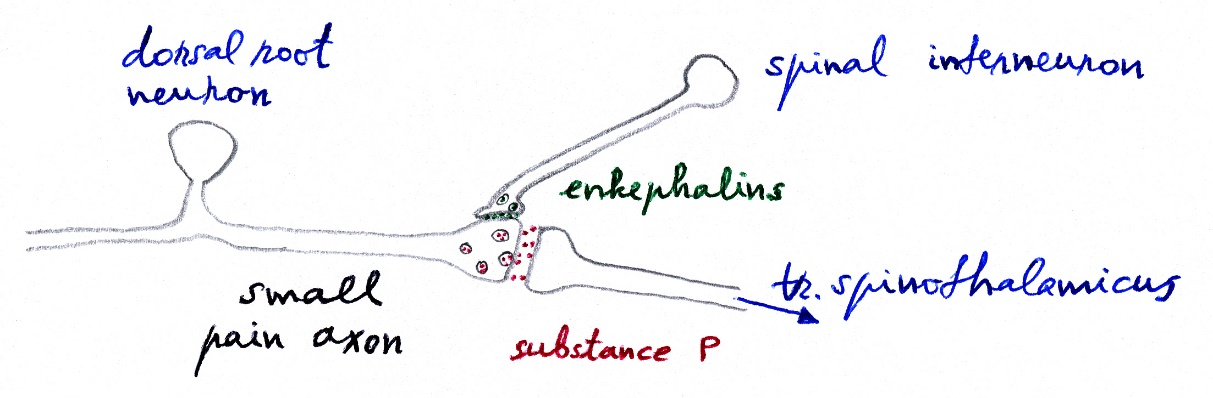 dorsal root
neuron
spinal interneuron
enkephalins
tr. spinothalamicus
small
pain axon
substance P